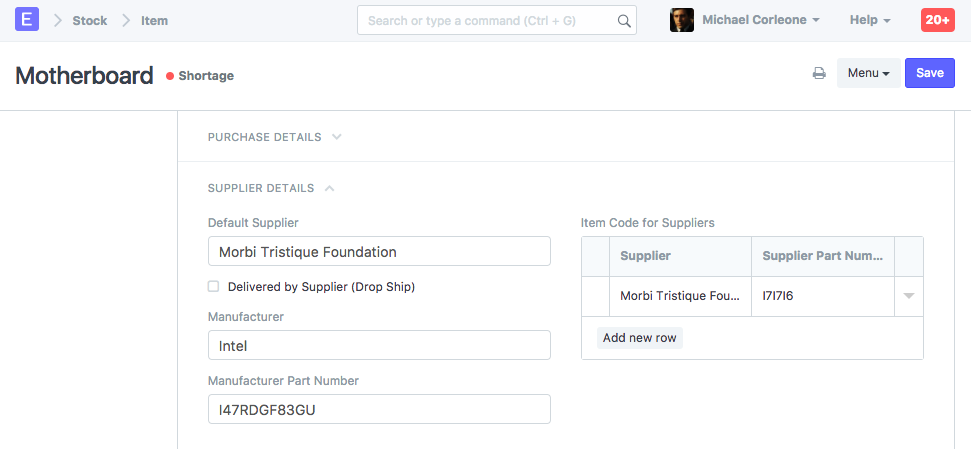 E Stock Item Search or type a command (Ctrl + G) Michael Corleone Help 20+
Motherboard Shortage Menu Save
PURCHASE DETAILS
SUPPLIER DETAILS
Default Supplier
Morbi Tristique Foundation
Delivered by Supplier (Drop Ship)
Manufacturer
Intel
Manufacturer Part Number
I47RDGF83GU
Item Code for Suppliers
Supplier Supplier Part Num...
Morbi Tristique Fou... I7I7I6
Add new row